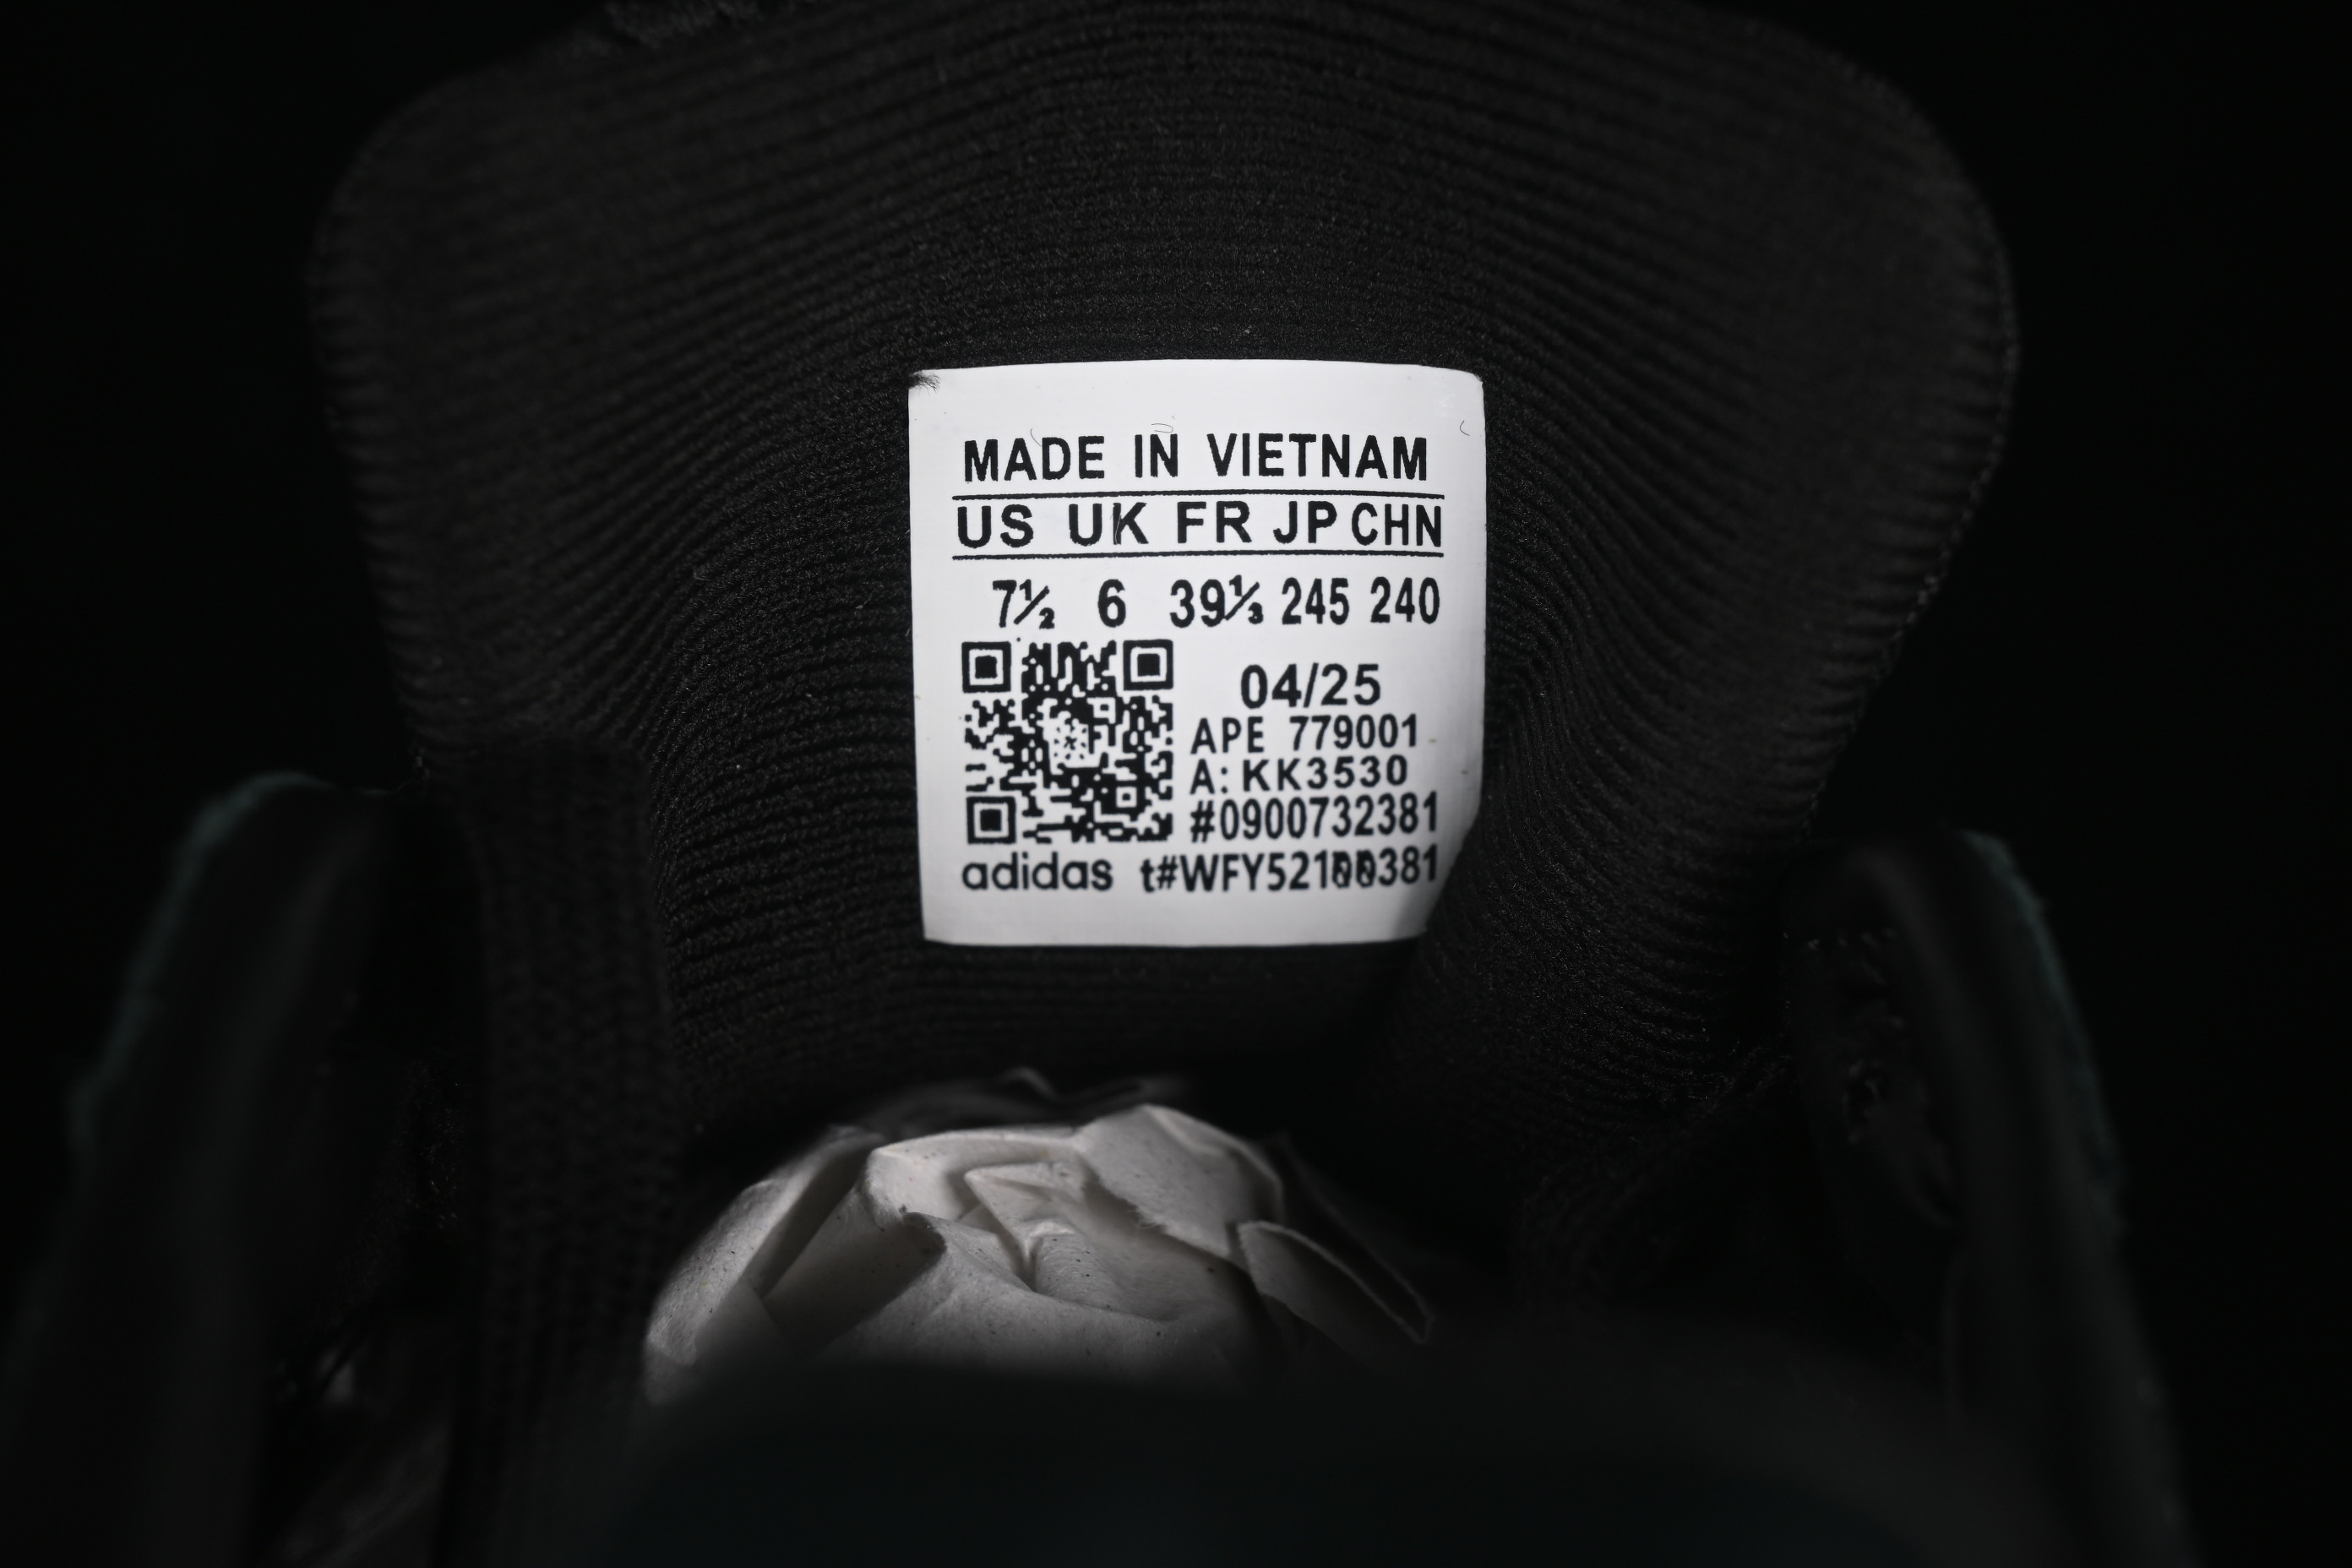 MADE IN VIETNAM
US UK FR JP CHN
7½ 6 39⅓ 245 240
04/25
APE 779001
A: KK3530
#0900732381
adidas